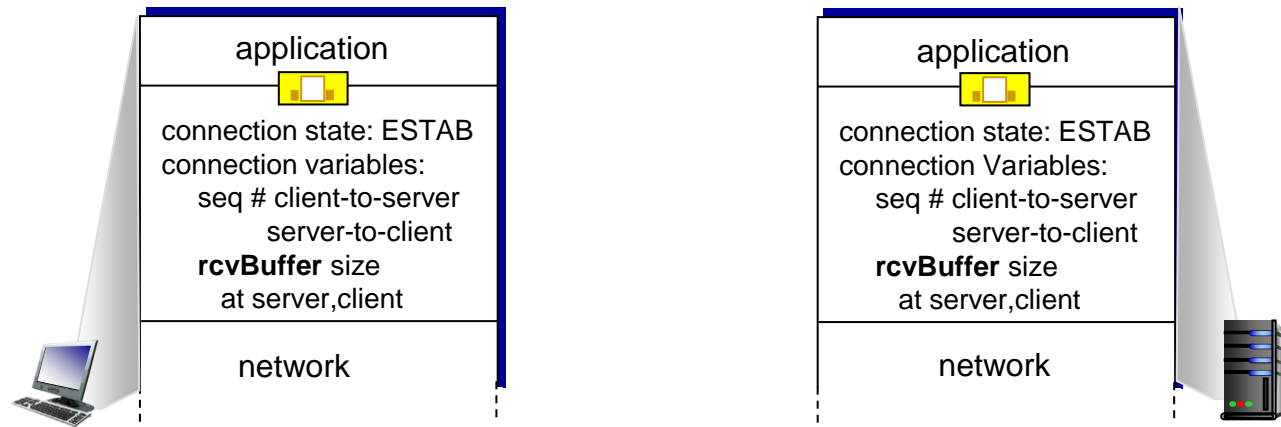 application
connection state: ESTAB
connection variables:
seq # client-to-server
server-to-client
rcvBuffer size
at server,client
network
application
connection state: ESTAB
connection Variables:
seq # client-to-server
server-to-client
rcvBuffer size
at server,client
network